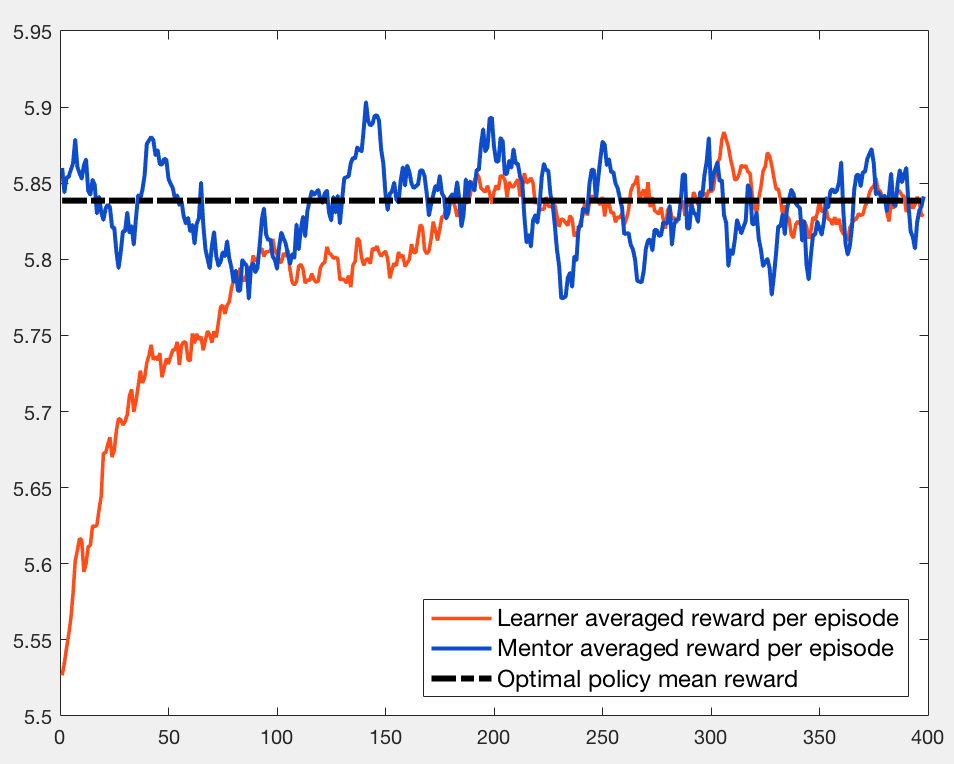 5.95
5.9
5.85
5.8
5.75
5.7
5.65
5.6
5.55
5.5
Learner averaged reward per episode
Mentor averaged reward per episode
Optimal policy mean reward
0 50 100 150 200 250 300 350 400